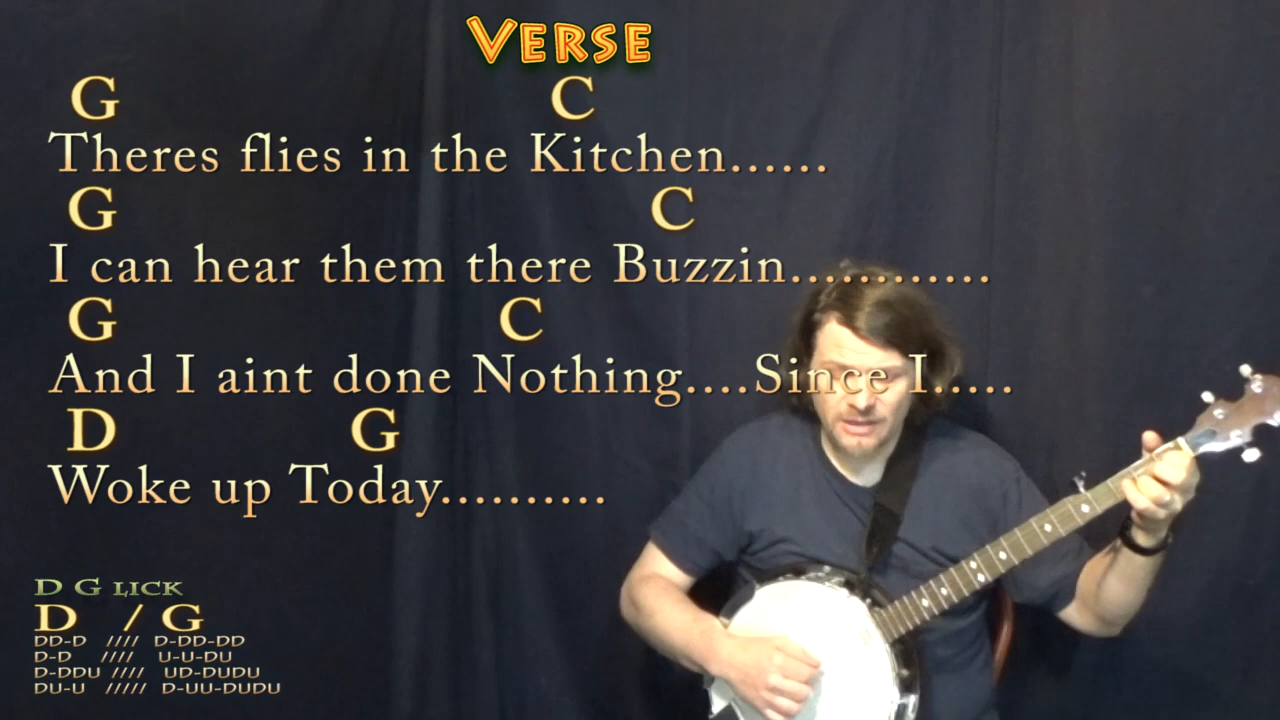 VERSE
G C
Theres flies in the Kitchen......
G C
I can hear them there Buzzin............
G C
And I aint done Nothing....Since I.....
D G
Woke up Today..........
D G LICK
D / G
DD-D //// D-DD-DD
D-D //// U-U-DU
D-DDU //// UD-DUDU
DU-U ///// D-UU-DUDU